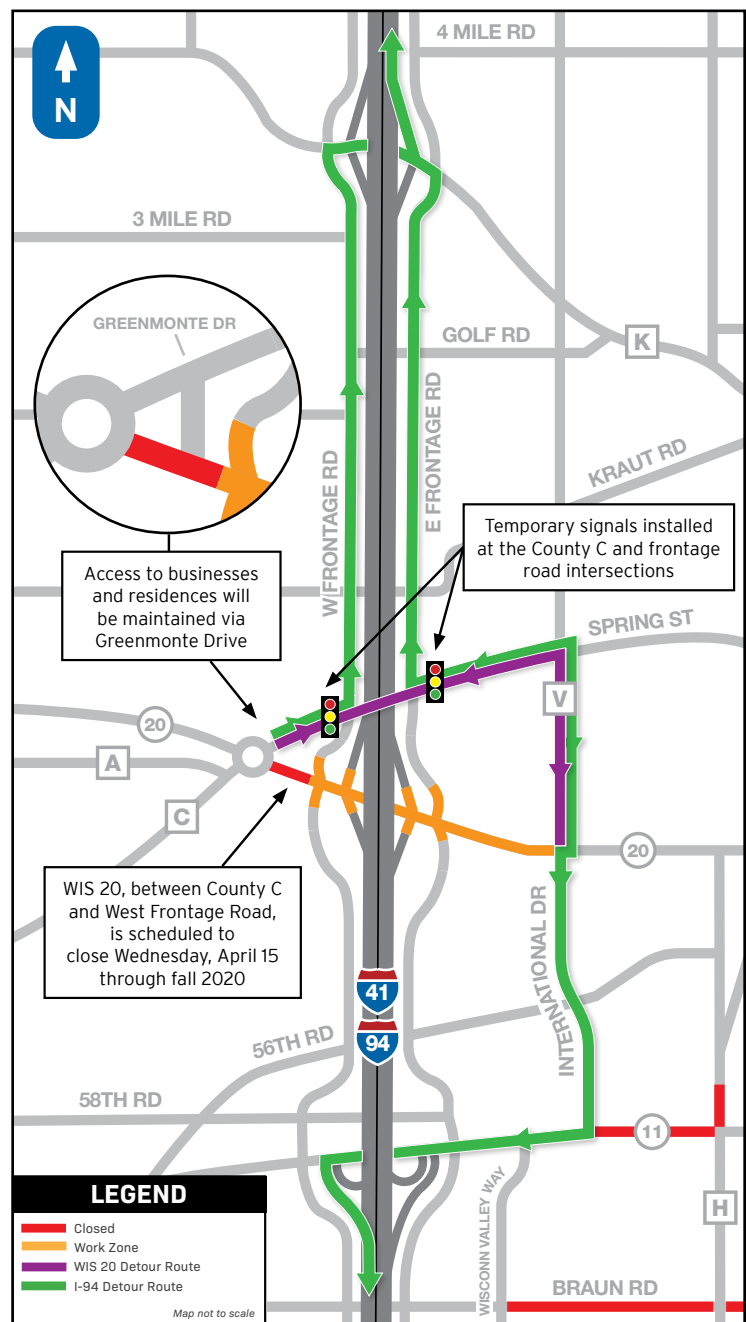 4 MILE RD
N
3 MILE RD
GREENMONTE DR
GOLF RD
K
E FRONTAGE RD
KRAUT RD
W FRONTAGE RD
Temporary signals installed
at the County C and frontage
road intersections
Access to businesses
and residences will
be maintained via
Greenmonte Drive
SPRING ST
V
20
A
C
20
WIS 20, between County C
and West Frontage Road,
is scheduled to
close Wednesday, April 15
through fall 2020
INTERNATIONAL DR
41
94
56TH RD
58TH RD
11
WISCONN VALLEY WAY
H
LEGEND
Closed
Work Zone
WIS 20 Detour Route
I-94 Detour Route
Map not to scale
BRAUN RD